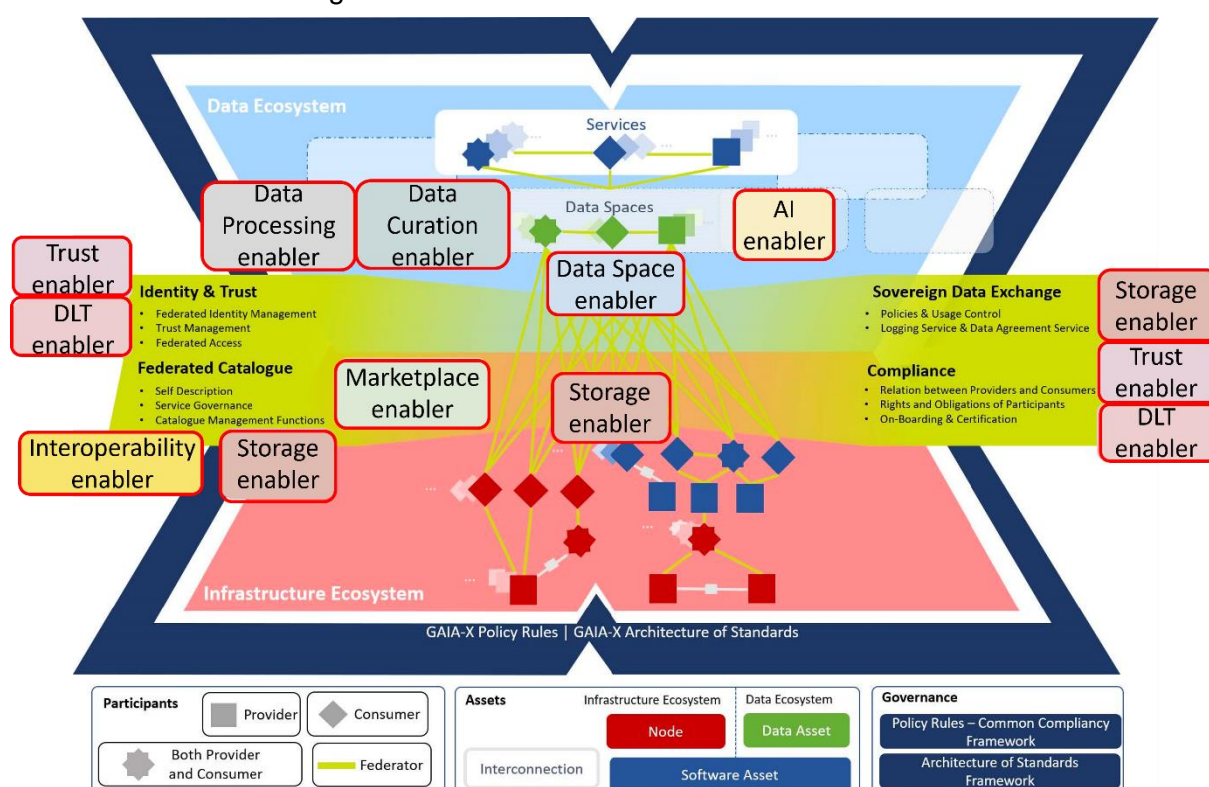 Data Ecosystem
Services
...
...
...
Data
Processing
enabler
Data
Curation
enabler
Data Spaces
AI
enabler
Data Space
enabler
Trust
enabler
DLT
enabler
Identity & Trust
• Federated Identity Management
• Trust Management
• Federated Access
Federated Catalogue
• Self Description
• Service Governance
• Catalogue Management Functions
Interoperability
enabler
Storage
enabler
Marketplace
enabler
Storage
enabler
Sovereign Data Exchange
• Policies & Usage Control
• Logging Service & Data Agreement Service
Compliance
• Relation between Providers and Consumers
• Rights and Obligations of Participants
• On-Boarding & Certification
Storage
enabler
Trust
enabler
DLT
enabler
...
...
...
...
Infrastructure Ecosystem
GAIA-X Policy Rules | GAIA-X Architecture of Standards
Participants
Provider
Consumer
Both Provider
and Consumer
Federator
Assets
Infrastructure Ecosystem
Data Ecosystem
Node
Data Asset
Interconnection
Software Asset
Governance
Policy Rules – Common Compliancy
Framework
Architecture of Standards
Framework